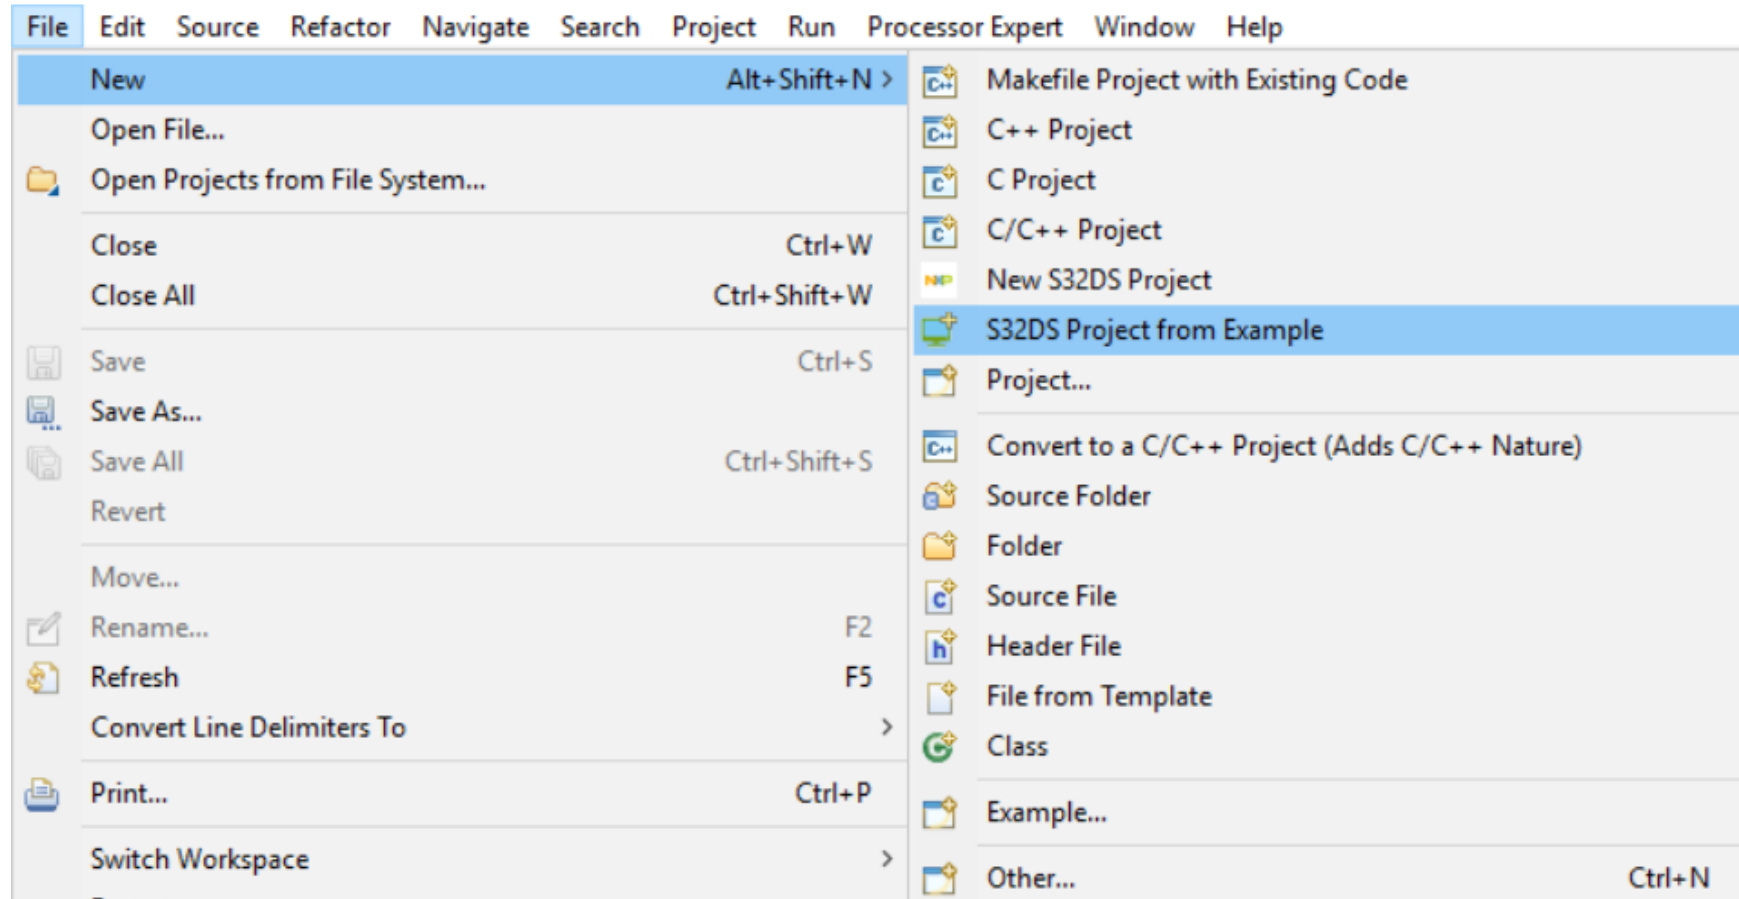 File Edit Source Refactor Navigate Search Project Run Processor Expert Window Help
New Alt+Shift+N >
Open File...
Open Projects from File System...
Close Ctrl+W
Close All Ctrl+Shift+W
Save Ctrl+S
Save As...
Save All Ctrl+Shift+S
Revert
Move...
Rename... F2
Refresh F5
Convert Line Delimiters To >
Print... Ctrl+P
Switch Workspace >
Makefile Project with Existing Code
C++ Project
C Project
C/C++ Project
NXP New S32DS Project
S32DS Project from Example
Project...
Convert to a C/C++ Project (Adds C/C++ Nature)
Source Folder
Folder
Source File
Header File
File from Template
Class
Example...
Other... Ctrl+N